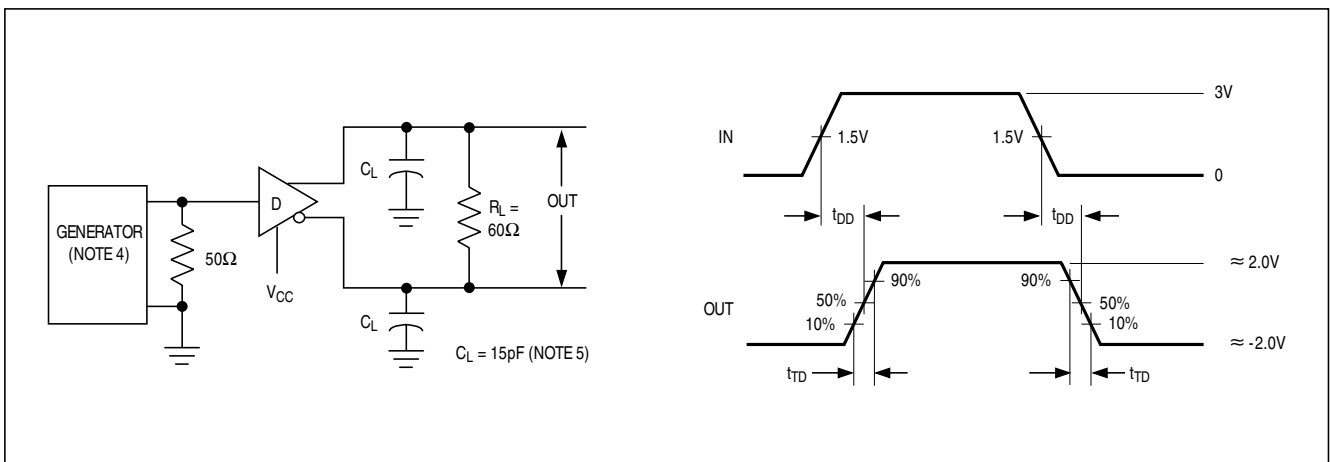 GENERATOR
(NOTE 4)
50Ω
D
VCC
CL
CL
RL =
60Ω
OUT
CL = 15pF (NOTE 5)
IN
1.5V
1.5V
3V
0
tDD
tDD
OUT
90%
50%
10%
90%
50%
10%
≈ 2.0V
≈ -2.0V
tTD
tTD